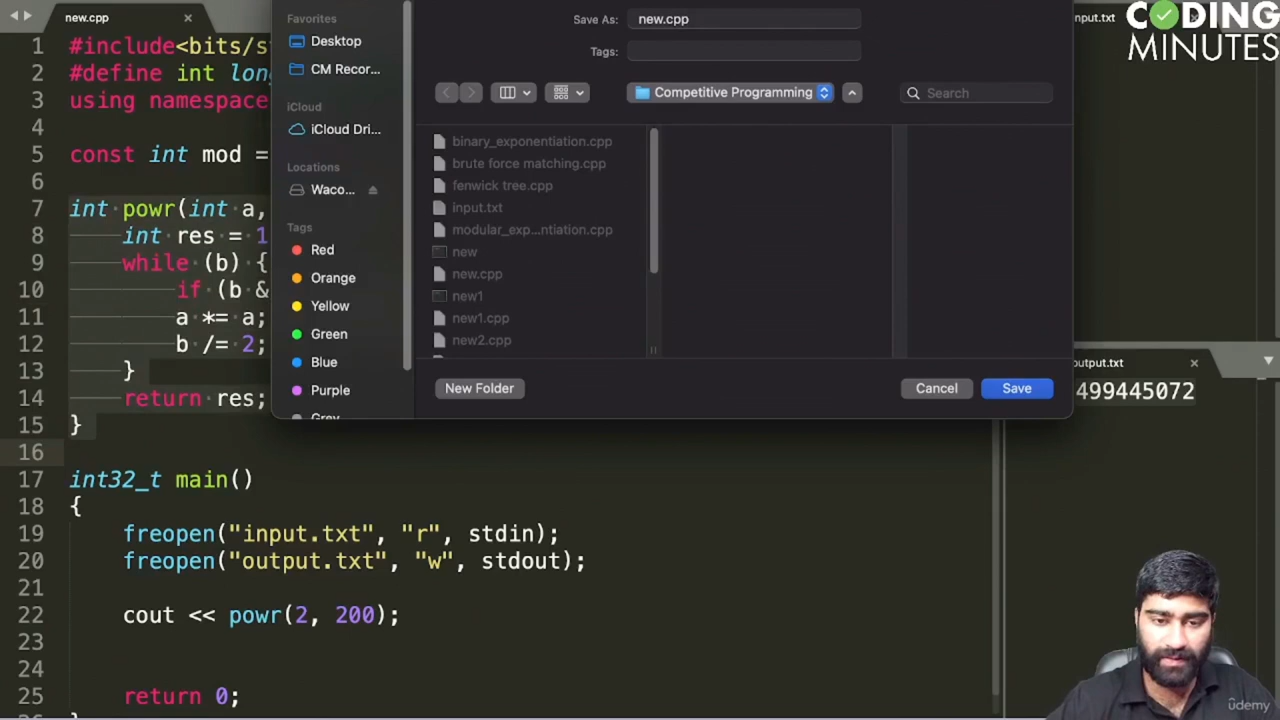 new.cpp
1 #include<bits/s
2 #define int lon
3 using namespace
4
5 const int mod =
6
7 int powr(int a,
8 int res = 1
9 while (b) {
10 if (b &
11 a *= a;
12 b /= 2;
13 }
14 return res;
15 }
16
17 int32_t main()
18 {
19 freopen("input.txt", "r", stdin);
20 freopen("output.txt", "w", stdout);
21
22 cout << powr(2, 200);
23
24
25 return 0;
Favorites
Desktop
CM Recor...
iCloud
iCloud Dri...
Locations
Waco...
Tags
Red
Orange
Yellow
Green
Blue
Purple
Grey
Save As: new.cpp
Tags:
Competitive Programming
Search
binary_exponentiation.cpp
brute force matching.cpp
fenwick tree.cpp
input.txt
modular_exp...ntiation.cpp
new
new.cpp
new1
new1.cpp
new2.cpp
New Folder
Cancel
Save
nput.txt
CODING
MINUTES
utput.txt
499445072
ûdemy